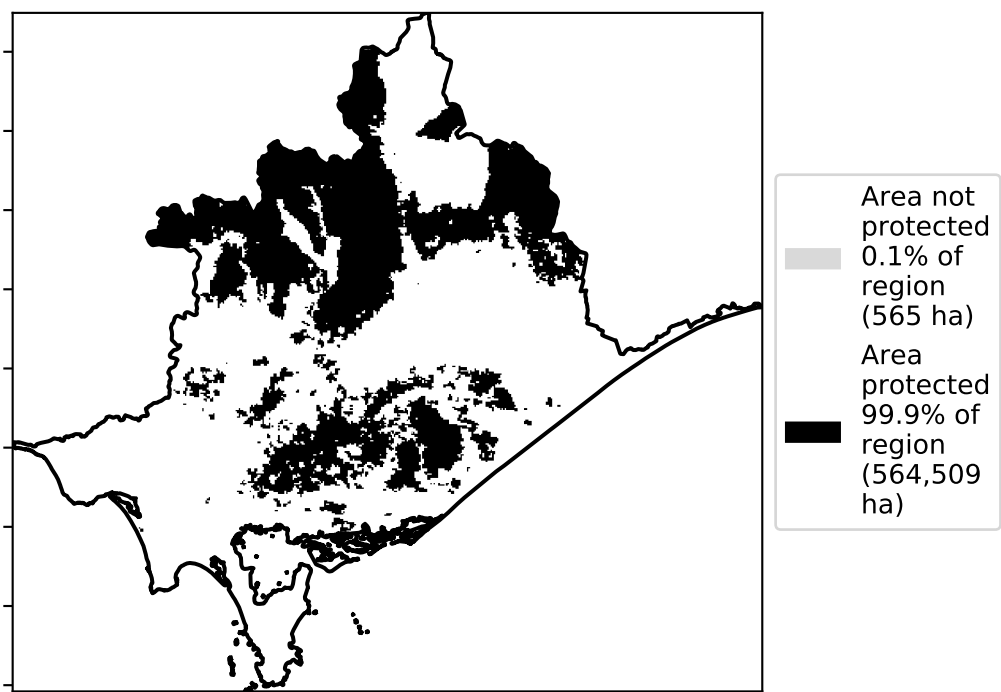 Area not
protected
0.1% of
region
(565 ha)
Area
protected
99.9% of
region
(564,509
ha)